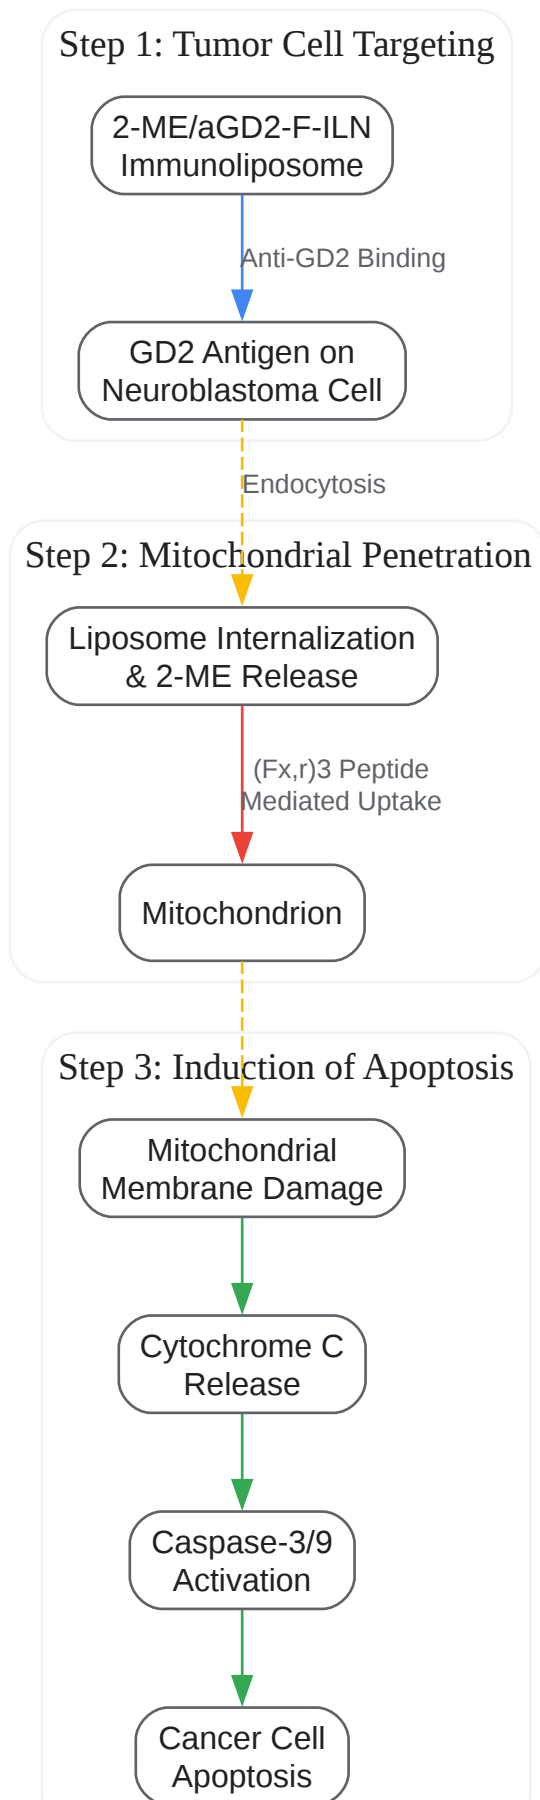 Step 1: Tumor Cell Targeting
2-ME/aGD2-F-ILN
Immunoliposome
Anti-GD2 Binding
GD2 Antigen on
Neuroblastoma Cell
Endocytosis
Step 2: Mitochondrial Penetration
Liposome Internalization
& 2-ME Release
(Fx,r)3 Peptide
Mediated Uptake
Mitochondrion
Step 3: Induction of Apoptosis
Mitochondrial
Membrane Damage
Cytochrome C
Release
Caspase-3/9
Activation
Cancer Cell
Apoptosis